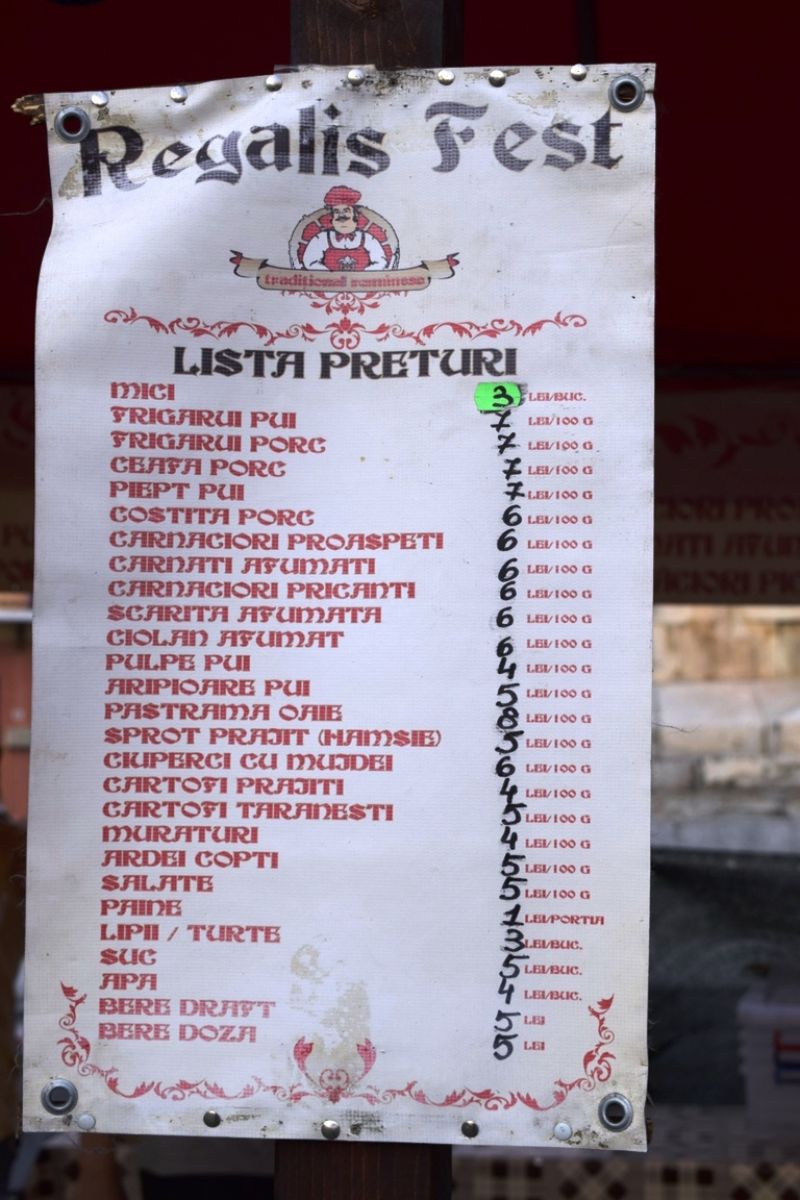 Regalis Fest
traditional rominesc
LISTA PRETURI
MICI 3 LEI/BUC.
FRIGARUI PUI 7 LEI/100 G
FRIGARUI PORC 7 LEI/100 G
CEAFA PORC 7 LEI/100 G
PIEPT PUI 7 LEI/100 G
COSTITA PORC 6 LEI/100 G
CARNACIORI PROASPETI 6 LEI/100 G
CARNATI AFUMATI 6 LEI/100 G
CARNACIORI PRICANTI 6 LEI/100 G
SCARITA AFUMATA 6 LEI/100 G
CIOLAN AFUMAT 6 LEI/100 G
PULPE PUI 4 LEI/100 G
ARIPIOARE PUI 5 LEI/100 G
PASTRAMA OAIE 8 LEI/100 G
SPROT PRAJIT (HAMSIE) 5 LEI/100 G
CIUPERCI CU MUJDEI 6 LEI/100 G
CARTOFI PRAJITI 4 LEI/100 G
CARTOFI TARANESTI 5 LEI/100 G
MURATURI 4 LEI/100 G
ARDEI COPTI 5 LEI/100 G
SALATE 5 LEI/100 G
PAINE 1 LEI/PORTIA
LIPII / TURTE 3 LEI/BUC.
SUC 5 LEI/BUC.
APA 4 LEI/BUC.
BERE DRAFT 5 LEI
BERE DOZA 5 LEI